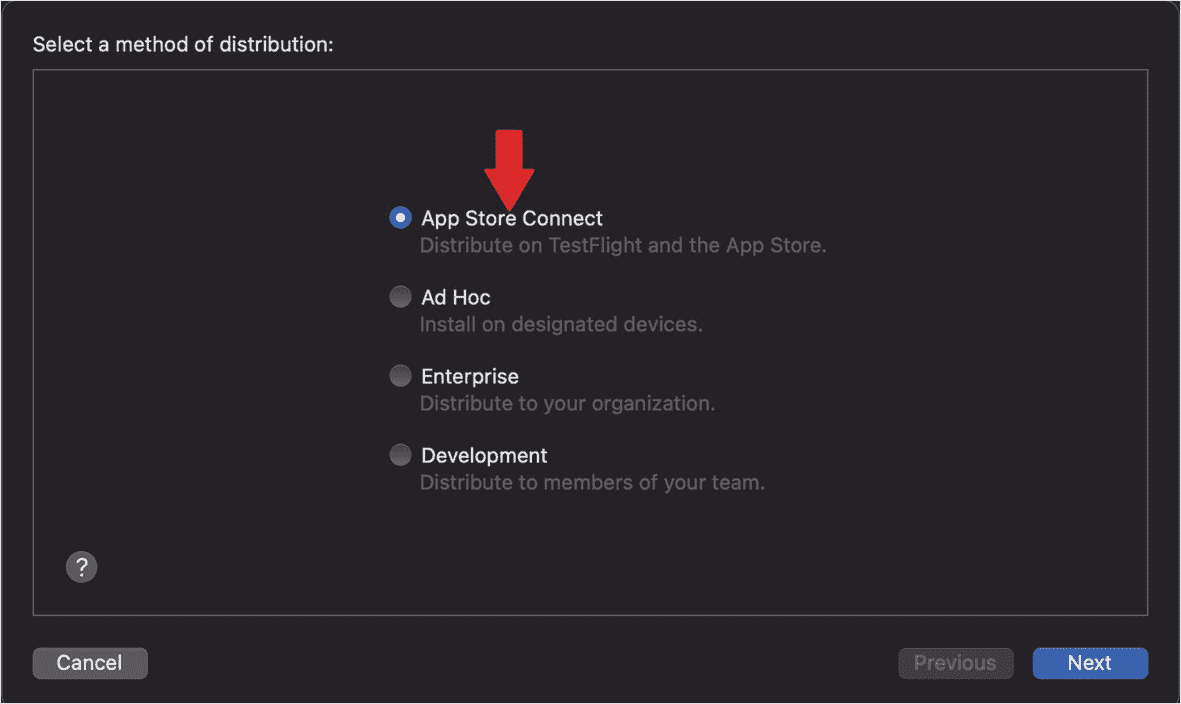 Select a method of distribution:
App Store Connect
Distribute on TestFlight and the App Store.
Ad Hoc
Install on designated devices.
Enterprise
Distribute to your organization.
Development
Distribute to members of your team.
?
Cancel
Previous
Next